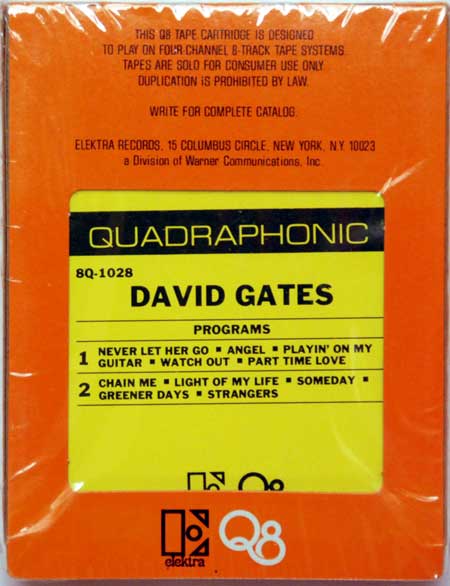 THIS Q8 TAPE CARTRIDGE IS DESIGNED
TO PLAY ON FOUR-CHANNEL 8-TRACK TAPE SYSTEMS.
TAPES ARE SOLD FOR CONSUMER USE ONLY.
DUPLICATION IS PROHIBITED BY LAW.
WRITE FOR COMPLETE CATALOG.
ELEKTRA RECORDS, 15 COLUMBUS CIRCLE, NEW YORK, N.Y. 10023
a Division of Warner Communications, Inc.
QUADRAPHONIC
8Q-1028
DAVID GATES
PROGRAMS
1 NEVER LET HER GO ▪ ANGEL ▪ PLAYIN' ON MY
GUITAR ▪ WATCH OUT ▪ PART TIME LOVE
2 CHAIN ME ▪ LIGHT OF MY LIFE ▪ SOMEDAY ▪
GREENER DAYS ▪ STRANGERS
Q8
elektra Q8